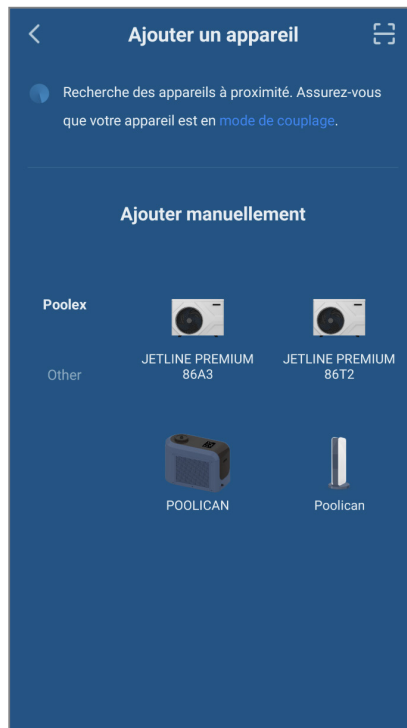 Ajouter un appareil
Recherche des appareils à proximité. Assurez-vous
que votre appareil est en mode de couplage.
Ajouter manuellement
Poolex
Other
JETLINE PREMIUM
86A3
JETLINE PREMIUM
86T2
POOLICAN
Poolican